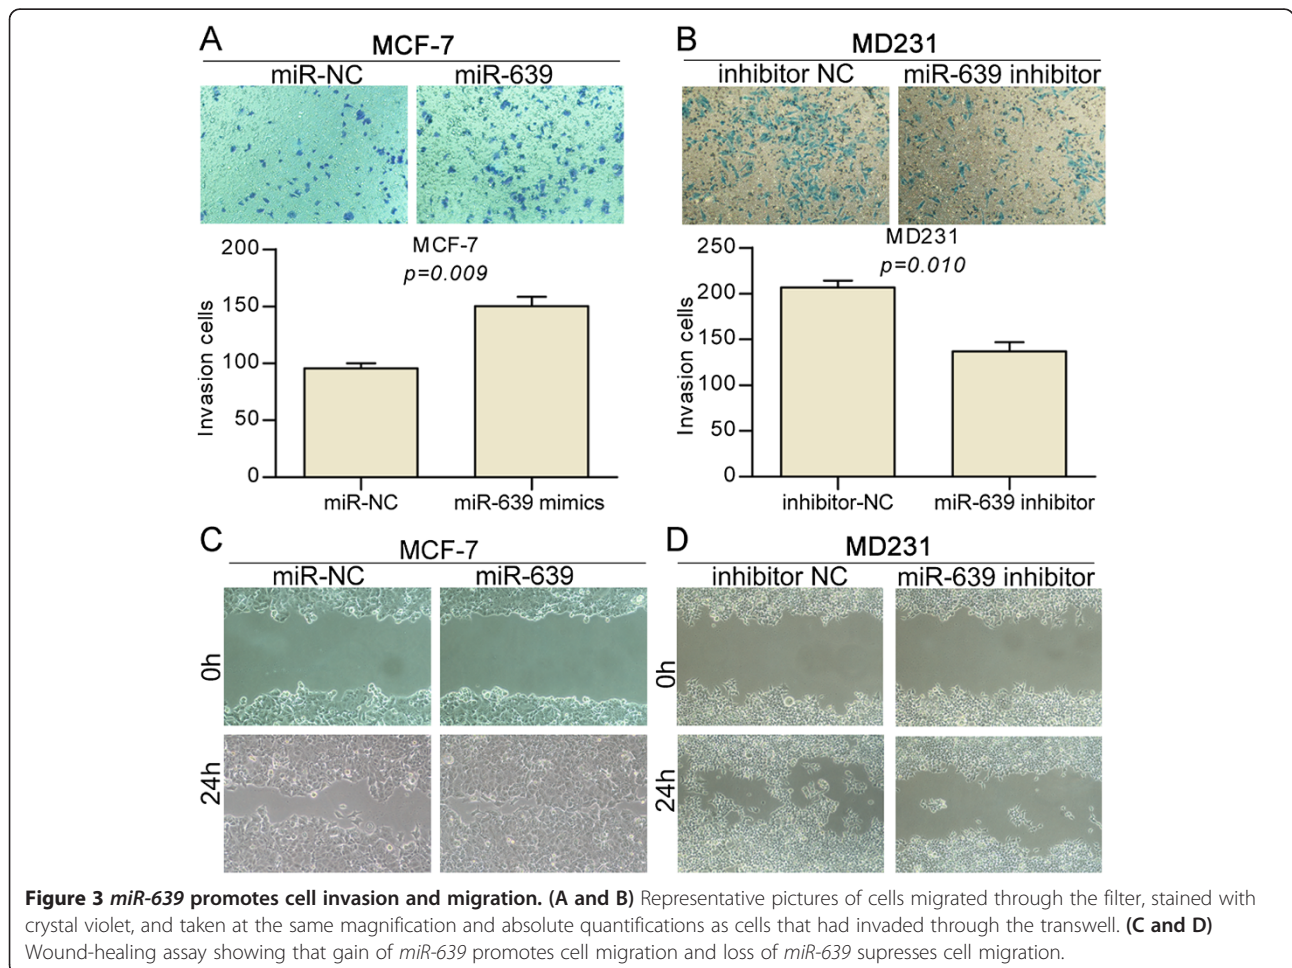 A
MCF-7
miR-NC miR-639
B
MD231
inhibitor NC miR-639 inhibitor
MCF-7
p=0.009
Invasion cells
200
150
100
50
0
miR-NC miR-639 mimics
MD231
p=0.010
Invasion cells
250
200
150
100
50
0
inhibitor-NC miR-639 inhibitor
C
MCF-7
miR-NC miR-639
0h
24h
D
MD231
inhibitor NC miR-639 inhibitor
0h
24h
Figure 3 miR-639 promotes cell invasion and migration. (A and B) Representative pictures of cells migrated through the filter, stained with
crystal violet, and taken at the same magnification and absolute quantifications as cells that had invaded through the transwell. (C and D)
Wound-healing assay showing that gain of miR-639 promotes cell migration and loss of miR-639 supresses cell migration.